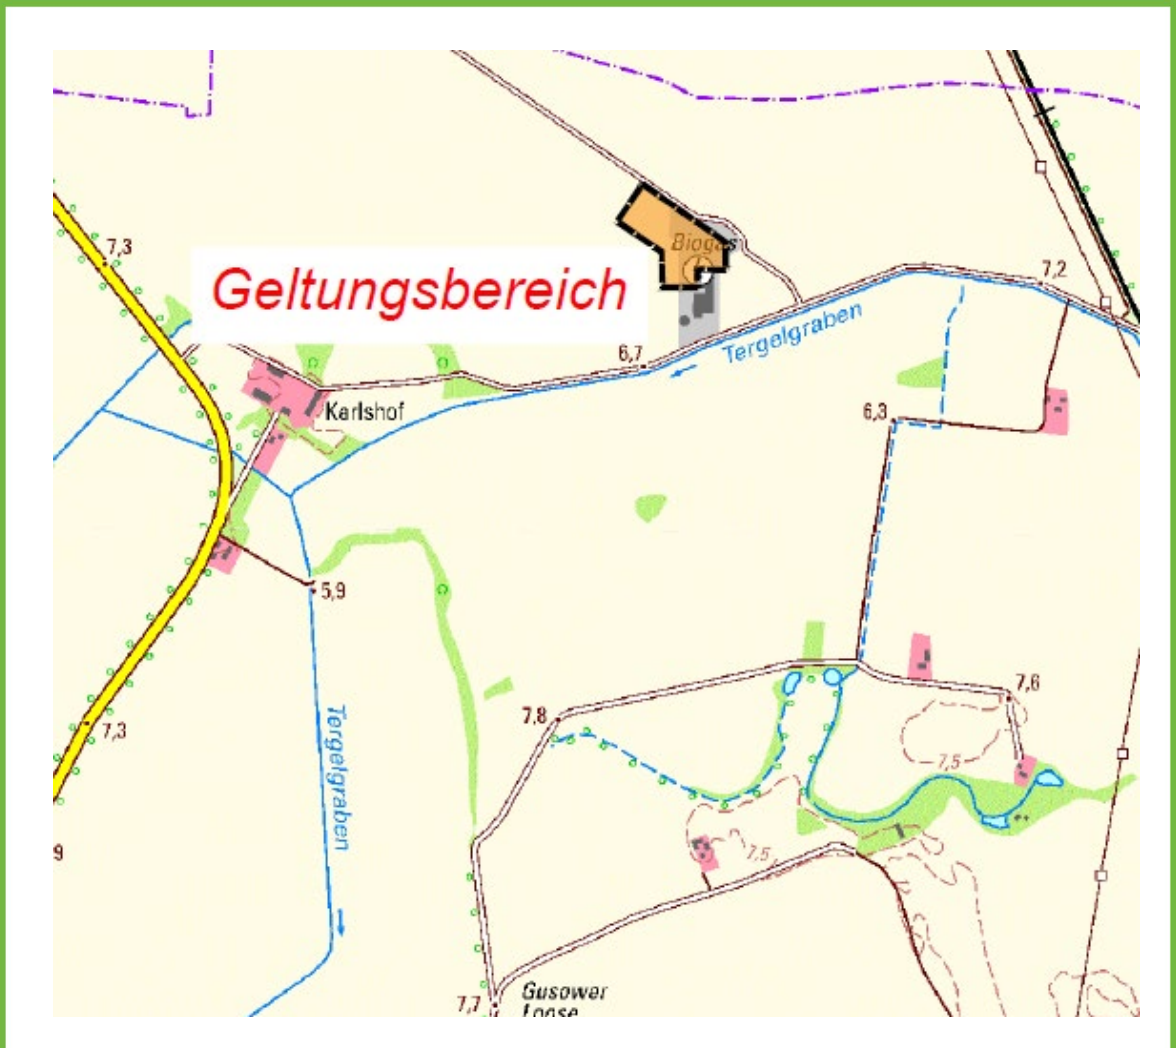 7,3
Biogas
7,2
Geltungsbereich
Tergelgraben
6,7
Karlshof
6,3
5,9
7,6
7,8
7,3
Tergelgraben
7,5
9
7,5
7,7
Gusower
Loose